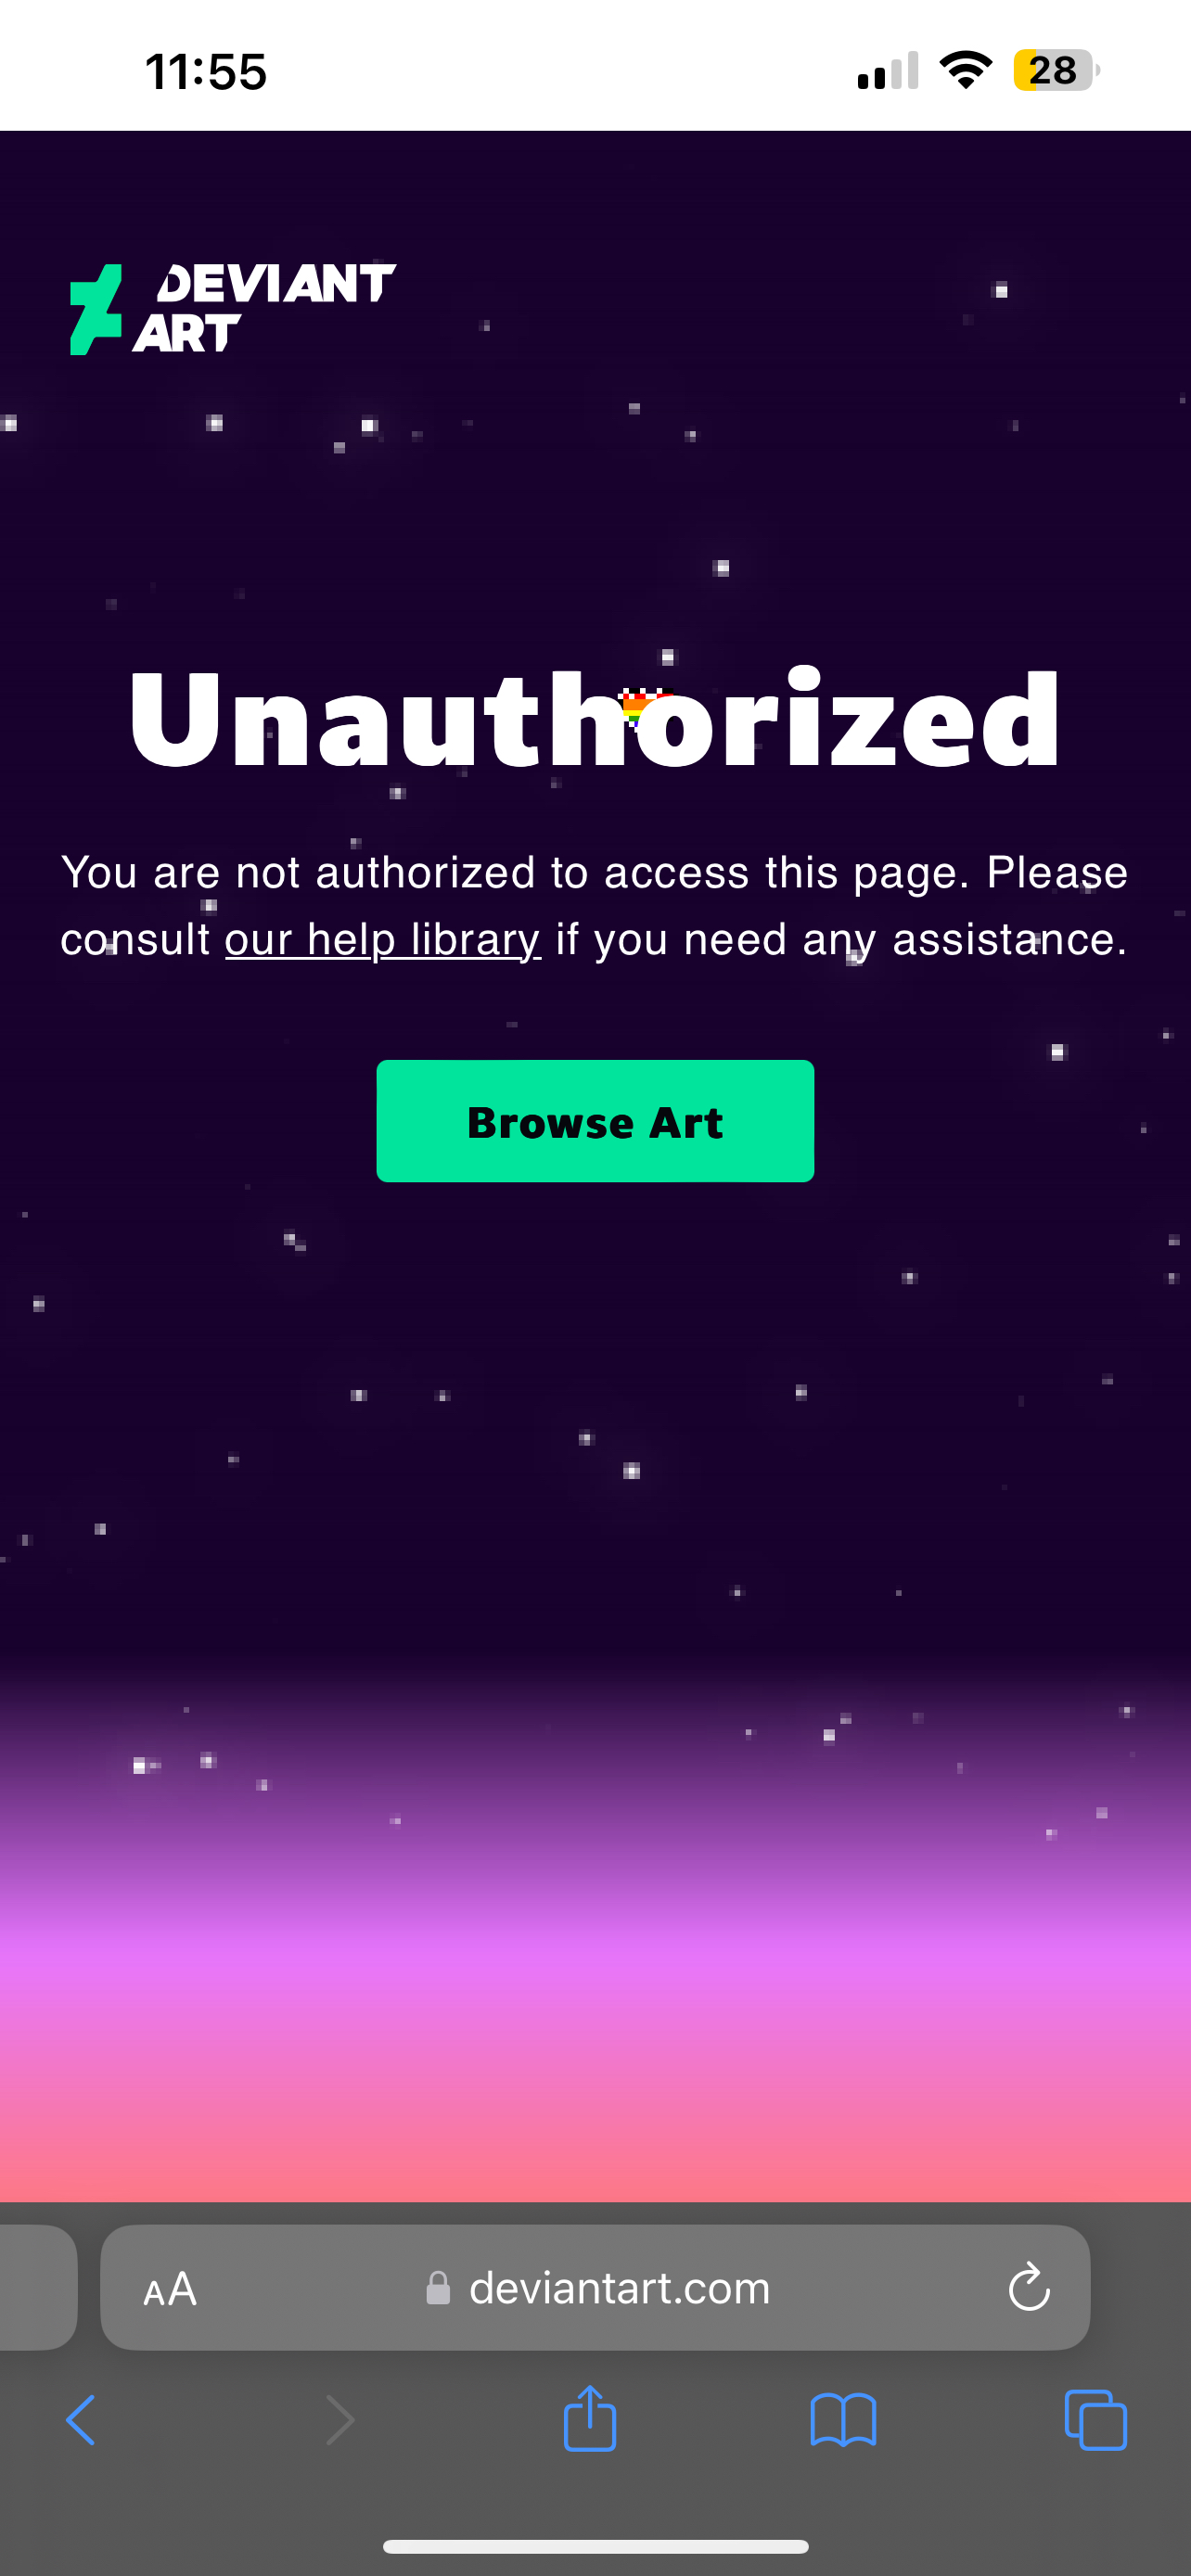 11:55
28
DEVIANT
ART
Unauthorized
You are not authorized to access this page. Please
consult our help library if you need any assistance.
Browse Art
AA
deviantart.com